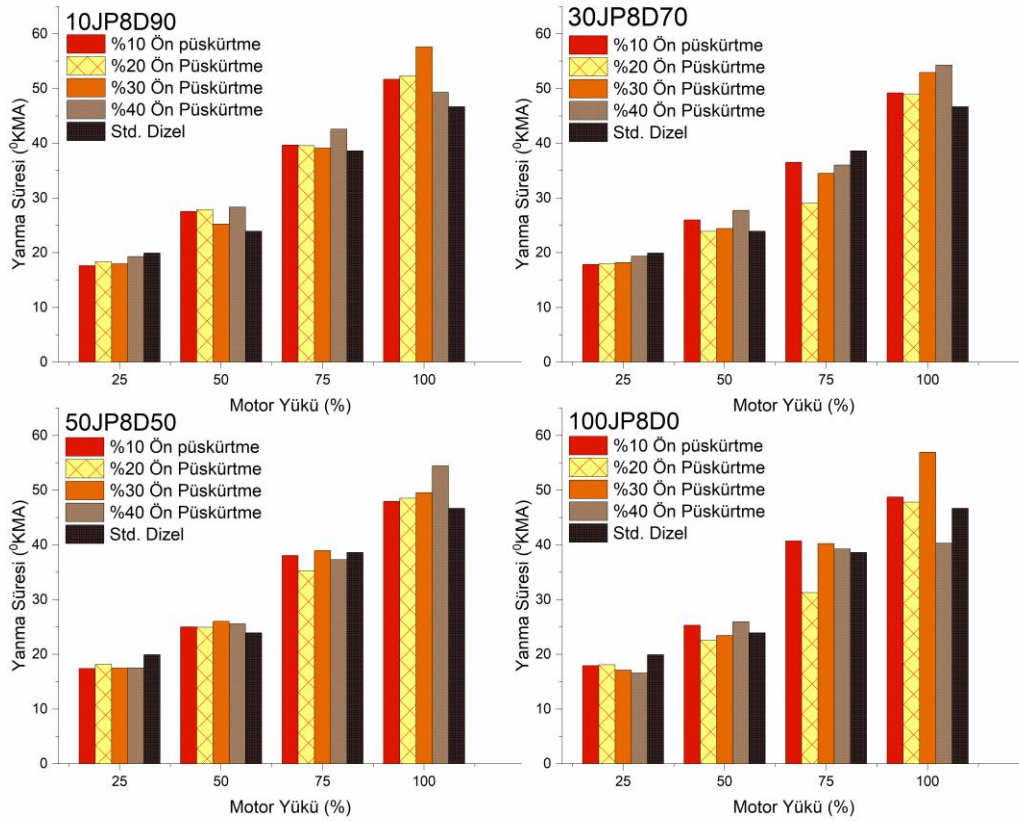 10JP8D90
%10 Ön püskürtme
%20 Ön Püskürtme
%30 Ön Püskürtme
%40 Ön Püskürtme
Std. Dizel
Yanma Süresi (⁰KMA)
60
50
40
30
20
10
0
25 50 75 100
Motor Yükü (%)
30JP8D70
%10 Ön püskürtme
%20 Ön Püskürtme
%30 Ön Püskürtme
%40 Ön Püskürtme
Std. Dizel
Yanma Süresi (⁰KMA)
60
50
40
30
20
10
0
25 50 75 100
Motor Yükü (%)
50JP8D50
%10 Ön püskürtme
%20 Ön Püskürtme
%30 Ön Püskürtme
%40 Ön Püskürtme
Std. Dizel
Yanma Süresi (⁰KMA)
60
50
40
30
20
10
0
25 50 75 100
Motor Yükü (%)
100JP8D0
%10 Ön püskürtme
%20 Ön Püskürtme
%30 Ön Püskürtme
%40 Ön Püskürtme
Std. Dizel
Yanma Süresi (⁰KMA)
60
50
40
30
20
10
0
25 50 75 100
Motor Yükü (%)